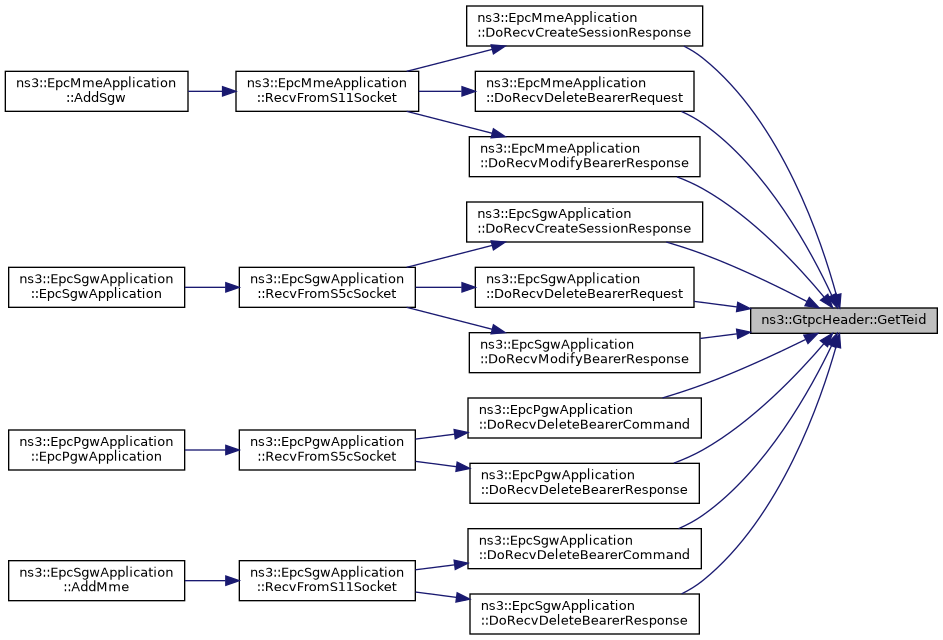 ns3::EpcMmeApplication
::DoRecvCreateSessionResponse
ns3::EpcMmeApplication
::AddSgw
ns3::EpcMmeApplication
::RecvFromS11Socket
ns3::EpcMmeApplication
::DoRecvDeleteBearerRequest
ns3::EpcMmeApplication
::DoRecvModifyBearerResponse
ns3::EpcSgwApplication
::DoRecvCreateSessionResponse
ns3::EpcSgwApplication
::EpcSgwApplication
ns3::EpcSgwApplication
::RecvFromS5cSocket
ns3::EpcSgwApplication
::DoRecvDeleteBearerRequest
ns3::GtpcHeader::GetTeid
ns3::EpcSgwApplication
::DoRecvModifyBearerResponse
ns3::EpcPgwApplication
::DoRecvDeleteBearerCommand
ns3::EpcPgwApplication
::EpcPgwApplication
ns3::EpcPgwApplication
::RecvFromS5cSocket
ns3::EpcPgwApplication
::DoRecvDeleteBearerResponse
ns3::EpcSgwApplication
::DoRecvDeleteBearerCommand
ns3::EpcSgwApplication
::AddMme
ns3::EpcSgwApplication
::RecvFromS11Socket
ns3::EpcSgwApplication
::DoRecvDeleteBearerResponse